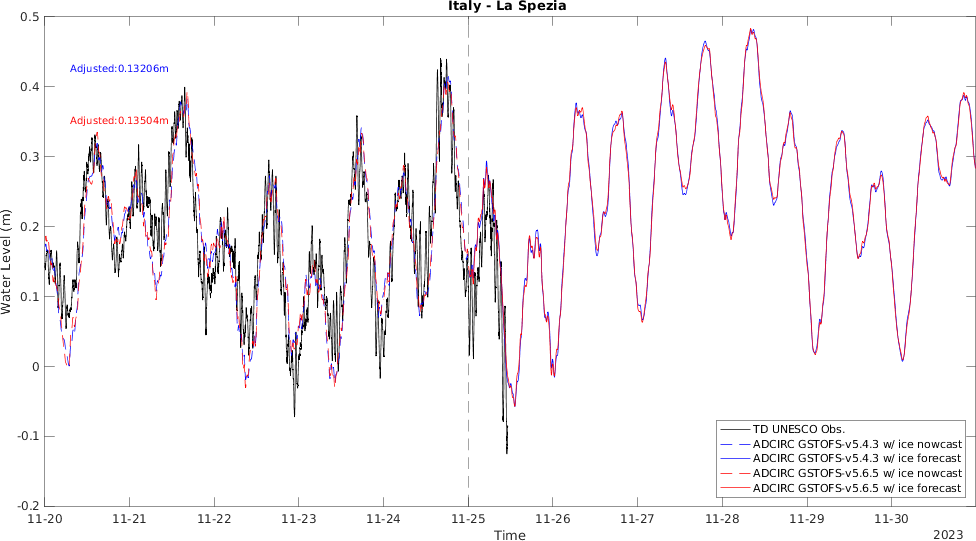 Italy - La Spezia
0.5
0.4
0.3
0.2
0.1
0
-0.1
-0.2
Water Level (m)
Adjusted:0.13206m
Adjusted:0.13504m
TD UNESCO Obs.
ADCIRC GSTOFS-v5.4.3 w/ ice nowcast
ADCIRC GSTOFS-v5.4.3 w/ ice forecast
ADCIRC GSTOFS-v5.6.5 w/ ice nowcast
ADCIRC GSTOFS-v5.6.5 w/ ice forecast
11-20 11-21 11-22 11-23 11-24 11-25 11-26 11-27 11-28 11-29 11-30
Time
2023